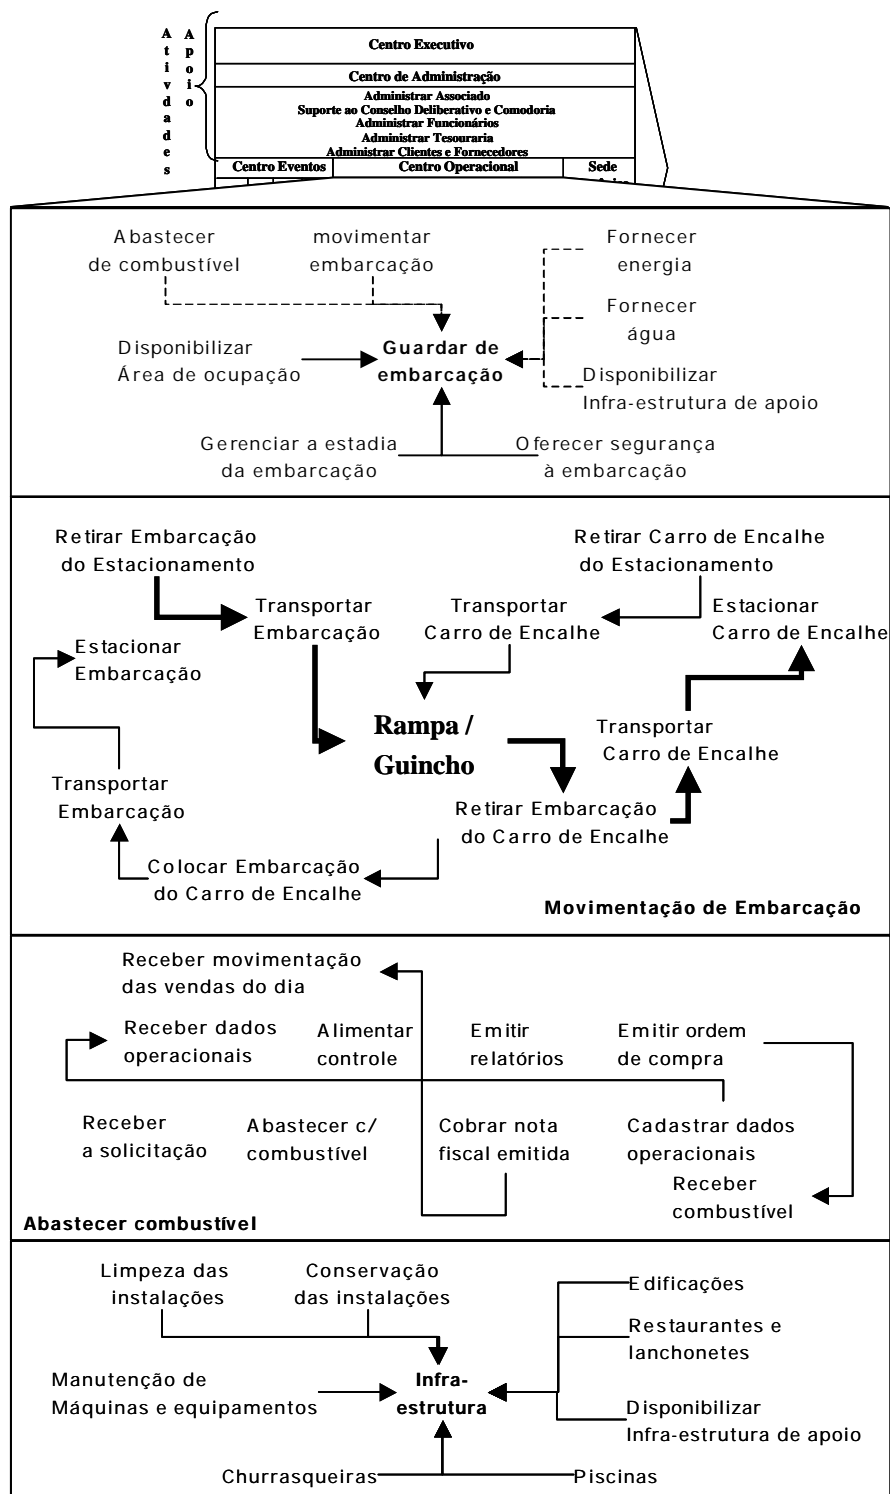 Ativdades
Apoio
Centro Executivo
Centro de Administração
Administrar Associado
Suporte ao Conselho Deliberativo e Comodoria
Administrar Funcionários
Administrar Tesouraria
Administrar Clientes e Fornecedores
Centro Eventos Centro Operacional Sede
Abastecer
de combustível
movimentar
embarcação
Fornecer
energia
Fornecer
água
Disponibilizar
Área de ocupação
Guardar de
embarcação
Disponibilizar
Infra-estrutura de apoio
Gerenciar a estadia
da embarcação
Oferecer segurança
à embarcação
Retirar Embarcação
do Estacionamento
Retirar Carro de Encalhe
do Estacionamento
Transportar
Embarcação
Transportar
Carro de Encalhe
Estacionar
Carro de Encalhe
Estacionar
Embarcação
Rampa /
Guincho
Transportar
Carro de Encalhe
Transportar
Embarcação
Retirar Embarcação
do Carro de Encalhe
Colocar Embarcação
do Carro de Encalhe
Movimentação de Embarcação
Receber movimentação
das vendas do dia
Receber dados
operacionais
Alimentar
controle
Emitir
relatórios
Emitir ordem
de compra
Receber
a solicitação
Abastecer c/
combustível
Cobrar nota
fiscal emitida
Cadastrar dados
operacionais
Receber
combustível
Abastecer combustível
Limpeza das
instalações
Conservação
das instalações
Edificações
Restaurantes e
lanchonetes
Manutenção de
Máquinas e equipamentos
Infra-
estrutura
Disponibilizar
Infra-estrutura de apoio
Churrasqueiras
Piscinas